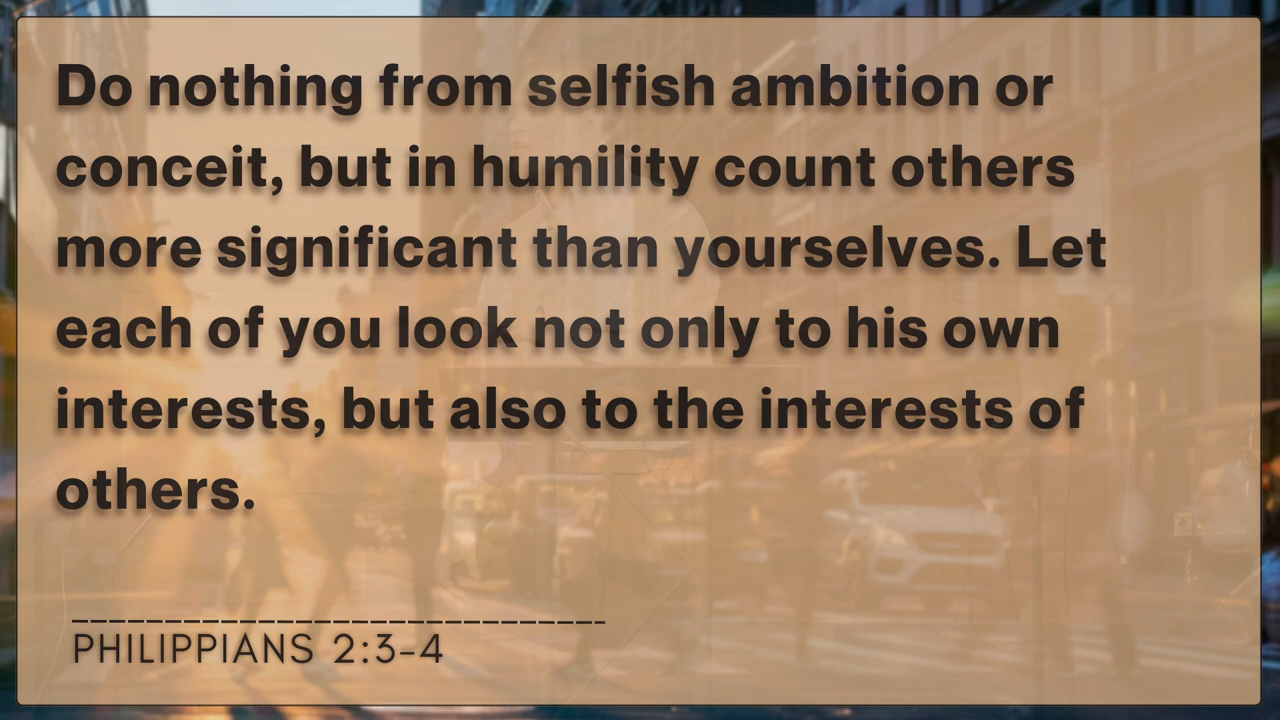 Do nothing from selfish ambition or
conceit, but in humility count others
more significant than yourselves. Let
each of you look not only to his own
interests, but also to the interests of
others.
PHILIPPIANS 2:3-4